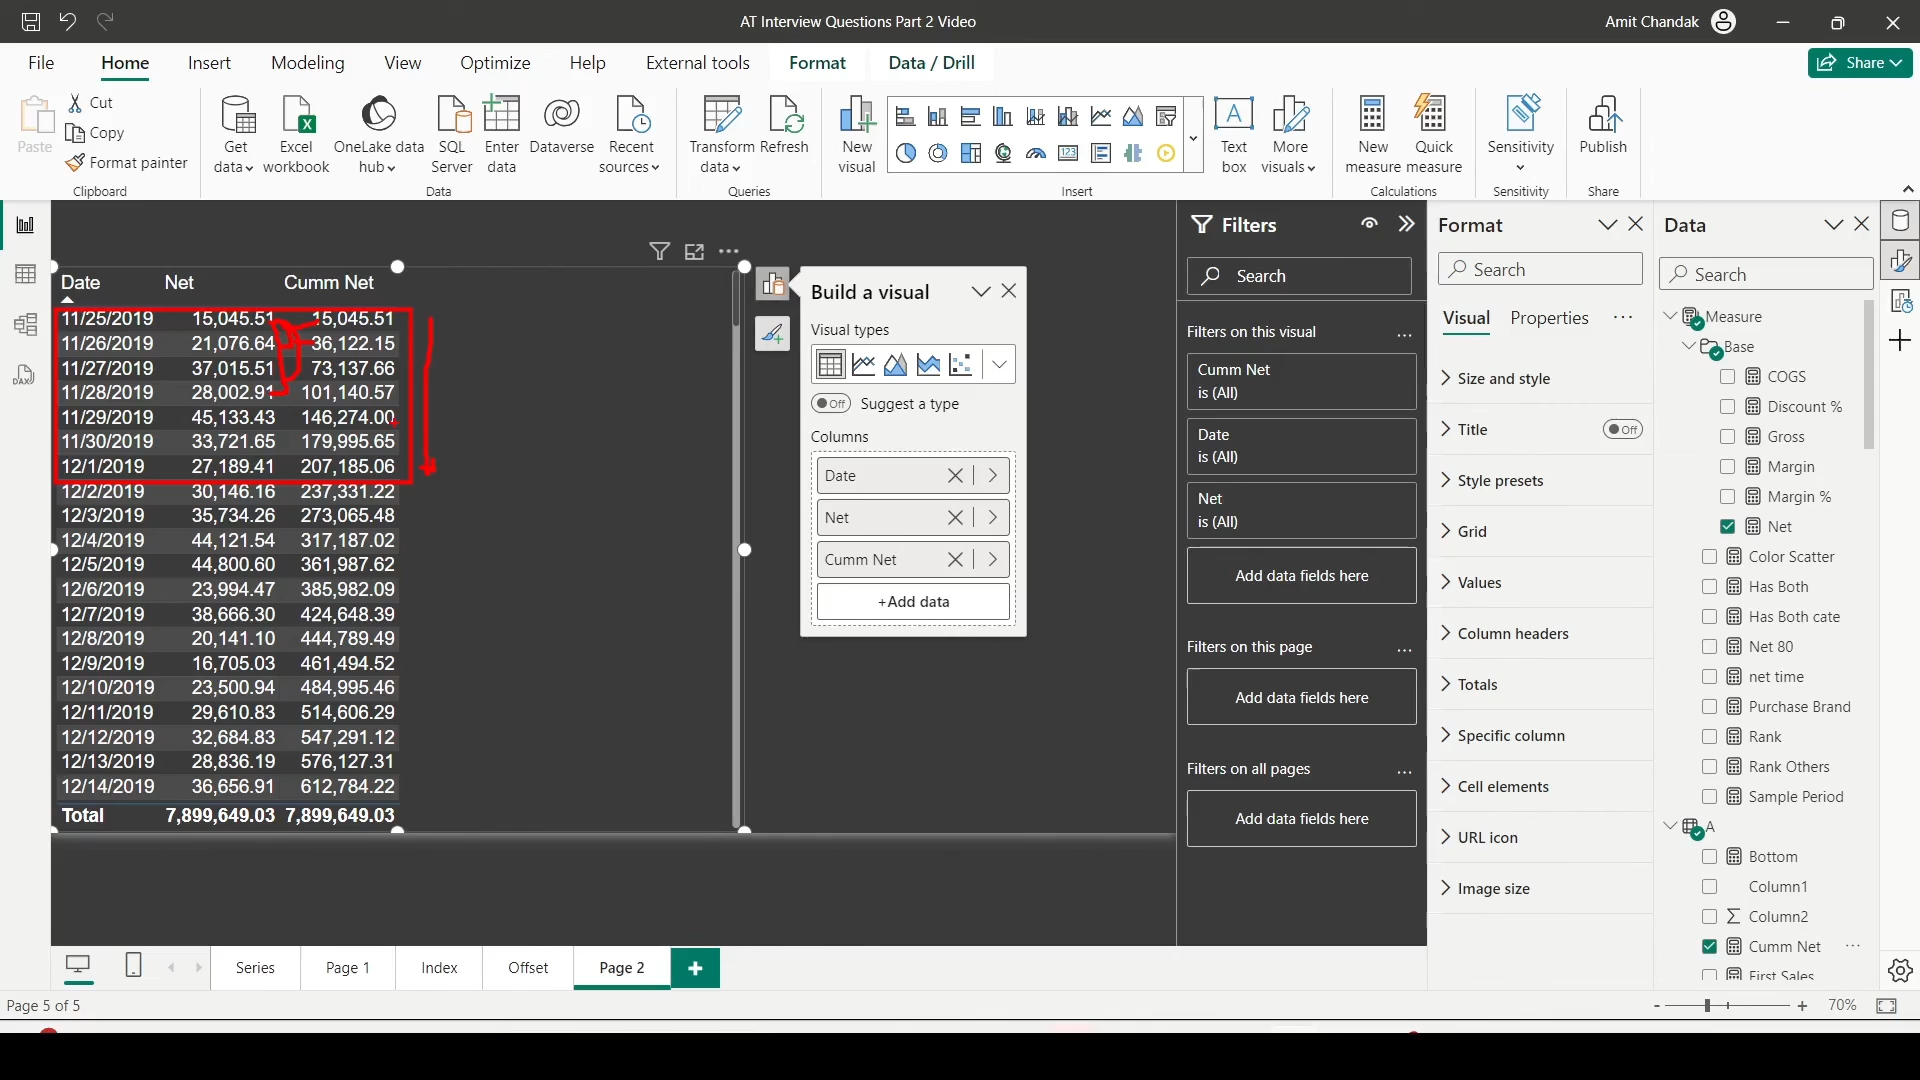 AT Interview Questions Part 2 Video
Amit Chandak
File Home Insert Modeling View Optimize Help External tools Format Data / Drill
Share
Paste
Cut
Copy
Format painter
Clipboard
Get data
Excel workbook
OneLake data hub
SQL Server
Enter data
Dataverse
Recent sources
Data
Transform data
Refresh
Queries
New visual
Text box
More visuals
Insert
New measure
Quick measure
Calculations
Sensitivity
Sensitivity
Publish
Share
Date Net Cumm Net
11/25/2019 15,045.51 15,045.51
11/26/2019 21,076.64 36,122.15
11/27/2019 37,015.51 73,137.66
11/28/2019 28,002.91 101,140.57
11/29/2019 45,133.43 146,274.00
11/30/2019 33,721.65 179,995.65
12/1/2019 27,189.41 207,185.06
12/2/2019 30,146.16 237,331.22
12/3/2019 35,734.26 273,065.48
12/4/2019 44,121.54 317,187.02
12/5/2019 44,800.60 361,987.62
12/6/2019 23,994.47 385,982.09
12/7/2019 38,666.30 424,648.39
12/8/2019 20,141.10 444,789.49
12/9/2019 16,705.03 461,494.52
12/10/2019 23,500.94 484,995.46
12/11/2019 29,610.83 514,606.29
12/12/2019 32,684.83 547,291.12
12/13/2019 28,836.19 576,127.31
12/14/2019 36,656.91 612,784.22
Total 7,899,649.03 7,899,649.03
Build a visual
Visual types
Off Suggest a type
Columns
Date
Net
Cumm Net
+Add data
Filters
Search
Filters on this visual
Cumm Net
is (All)
Date
is (All)
Net
is (All)
Add data fields here
Filters on this page
Add data fields here
Filters on all pages
Add data fields here
Format
Search
Visual Properties
Size and style
Title Off
Style presets
Grid
Values
Column headers
Totals
Specific column
Cell elements
URL icon
Image size
Data
Search
Measure
Base
COGS
Discount %
Gross
Margin
Margin %
Net
Color Scatter
Has Both
Has Both cate
Net 80
net time
Purchase Brand
Rank
Rank Others
Sample Period
A
Bottom
Column1
Column2
Cumm Net
First Sales
DAX
Series Page 1 Index Offset Page 2
Page 5 of 5
70%